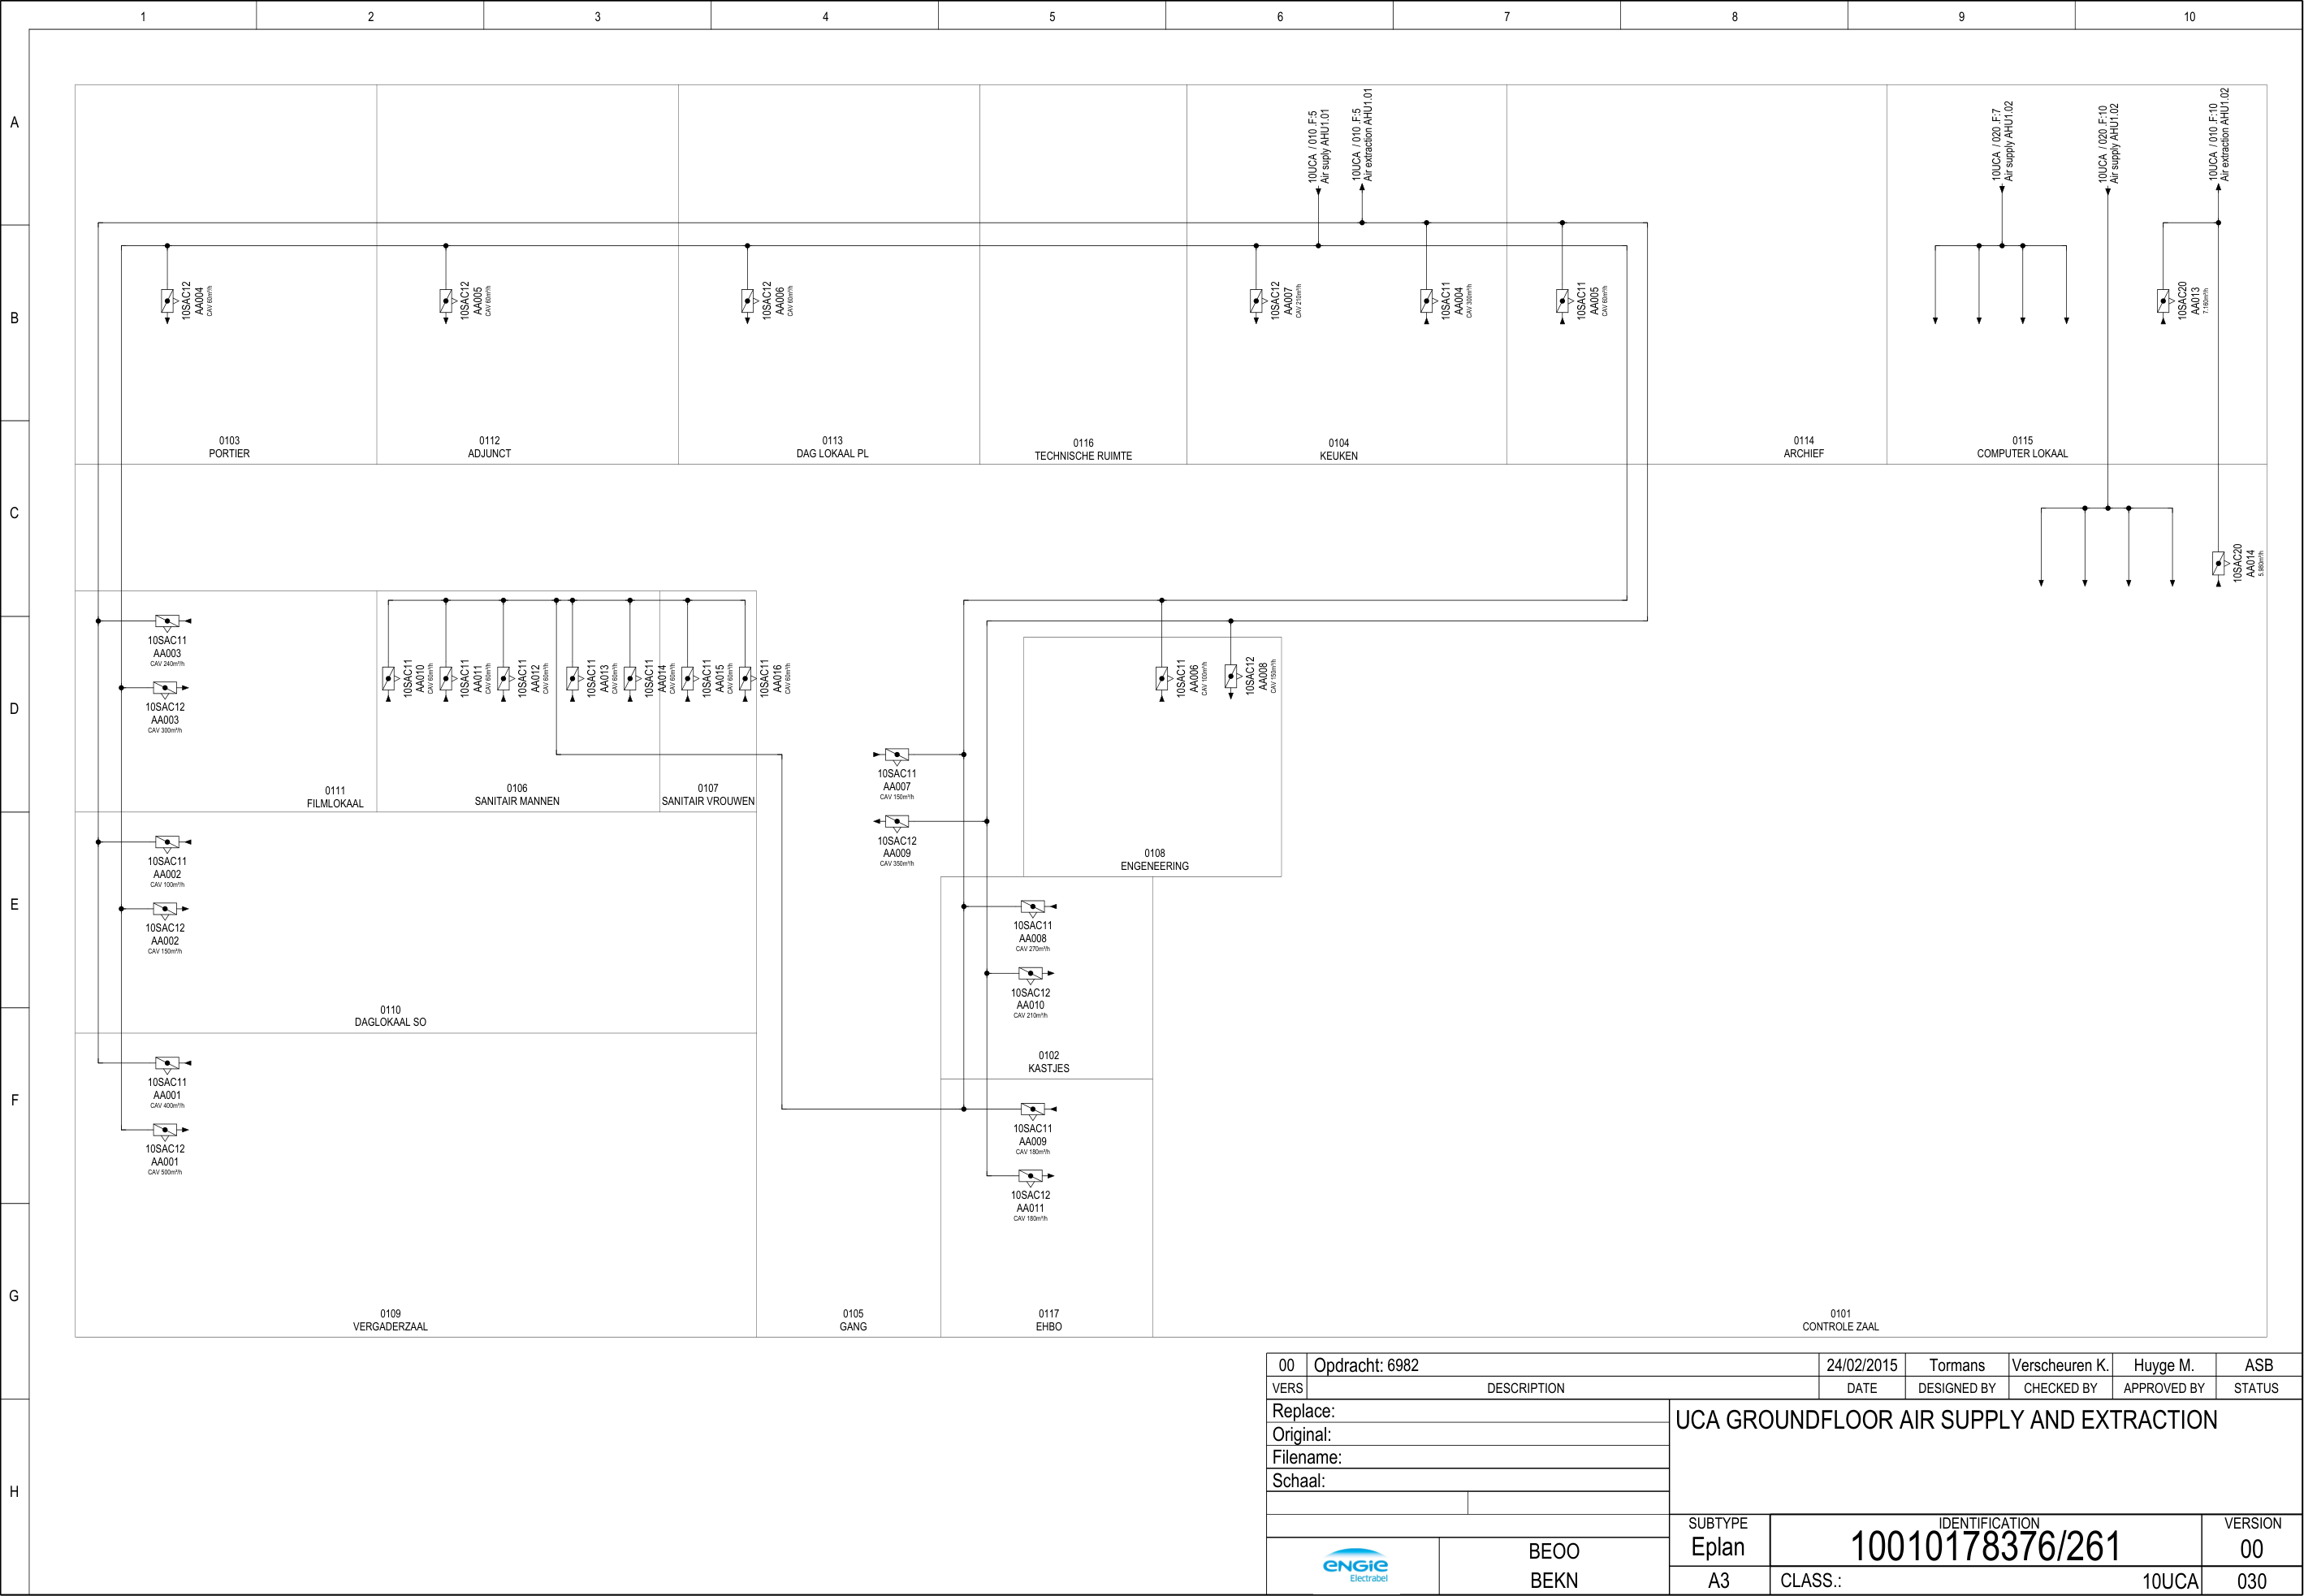 1 2 3 4 5 6 7 8 9 10
A
B
C
D
E
F
G
H
10UCA / 010 .F:5
Air suply AHU1.01
10UCA / 010 .F:5
Air extraction AHU1.01
10UCA / 020 .F:7
Air supply AHU1.02
10UCA / 020 .F:10
Air supply AHU1.02
10UCA / 010 .F:10
Air extraction AHU1.02
10SAC12
AA004
CAV 60m³/h
10SAC12
AA005
CAV 60m³/h
10SAC12
AA006
CAV 60m³/h
10SAC12
AA007
CAV 210m³/h
10SAC11
AA004
CAV 300m³/h
10SAC11
AA005
CAV 60m³/h
10SAC20
AA013
7.160m³/h
0103
PORTIER
0112
ADJUNCT
0113
DAG LOKAAL PL
0116
TECHNISCHE RUIMTE
0104
KEUKEN
0114
ARCHIEF
0115
COMPUTER LOKAAL
10SAC20
AA014
5.980m³/h
10SAC11
AA003
CAV 240m³/h
10SAC12
AA003
CAV 300m³/h
10SAC11
AA010
CAV 60m³/h
10SAC11
AA011
CAV 60m³/h
10SAC11
AA012
CAV 60m³/h
10SAC11
AA013
CAV 60m³/h
10SAC11
AA014
CAV 60m³/h
10SAC11
AA015
CAV 60m³/h
10SAC11
AA016
CAV 60m³/h
10SAC11
AA006
CAV 100m³/h
10SAC12
AA008
CAV 150m³/h
0111
FILMLOKAAL
0106
SANITAIR MANNEN
0107
SANITAIR VROUWEN
10SAC11
AA007
CAV 150m³/h
10SAC12
AA009
CAV 350m³/h
0108
ENGENEERING
10SAC11
AA002
CAV 100m³/h
10SAC12
AA002
CAV 150m³/h
10SAC11
AA008
CAV 270m³/h
10SAC12
AA010
CAV 210m³/h
0110
DAGLOKAAL SO
0102
KASTJES
10SAC11
AA001
CAV 400m³/h
10SAC12
AA001
CAV 500m³/h
10SAC11
AA009
CAV 180m³/h
10SAC12
AA011
CAV 180m³/h
0109
VERGADERZAAL
0105
GANG
0117
EHBO
0101
CONTROLE ZAAL
00 Opdracht: 6982 24/02/2015 Tormans Verscheuren K. Huyge M. ASB
VERS DESCRIPTION DATE DESIGNED BY CHECKED BY APPROVED BY STATUS
Replace:
Original:
Filename:
Schaal:
UCA GROUNDFLOOR AIR SUPPLY AND EXTRACTION
SUBTYPE IDENTIFICATION VERSION
Eplan 10010178376/261 00
ENGIE
Electrabel
BEOO
BEKN
A3 CLASS.: 10UCA 030